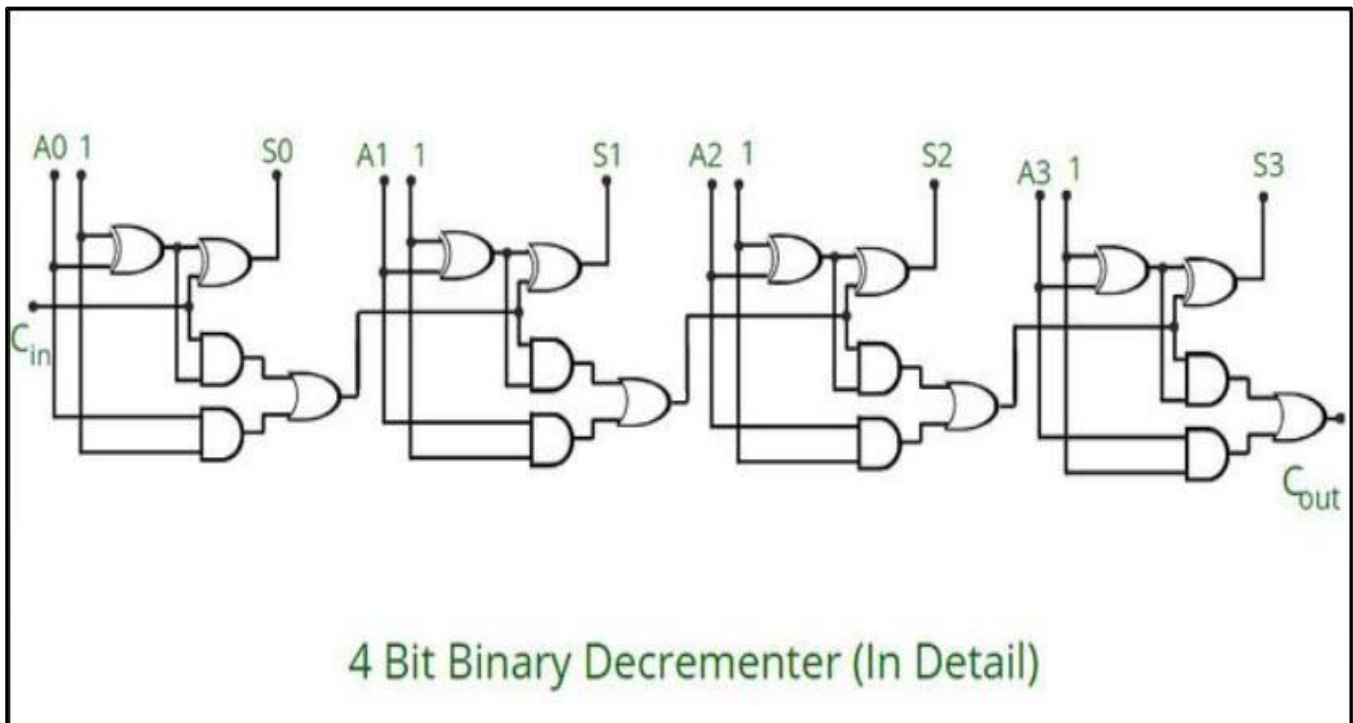 A0 1 S0 A1 1 S1 A2 1 S2 A3 1 S3
Cin
Cout
4 Bit Binary Decrementer (In Detail)